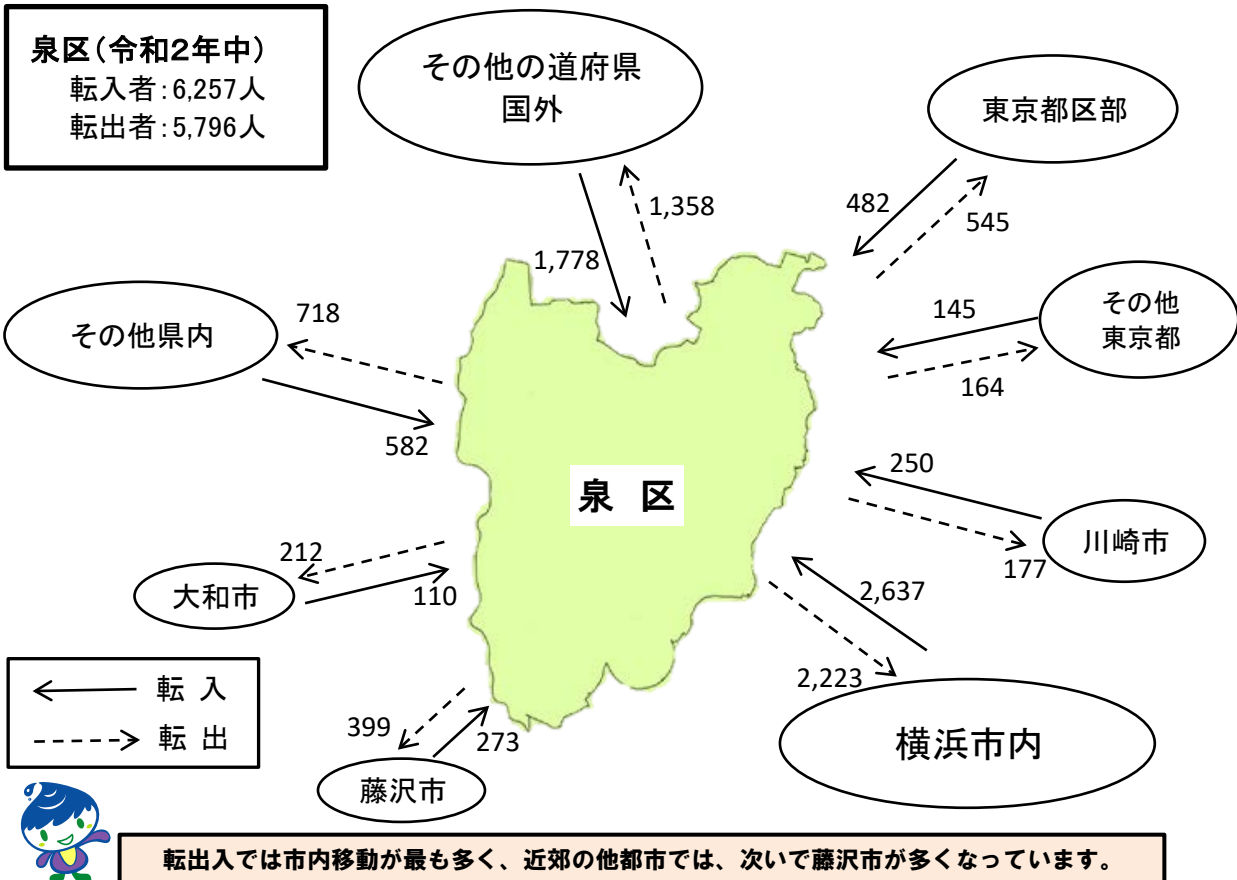 泉区(令和2年中)
転入者:6,257人
転出者:5,796人
その他の道府県
国外
東京都区部
482
545
1,358
1,778
その他
東京都
145
164
その他県内
718
582
泉 区
250
川崎市
177
212
大和市
110
2,637
2,223
横浜市内
転 入
転 出
399
273
藤沢市
転出入では市内移動が最も多く、近郊の他都市では、次いで藤沢市が多くなっています。